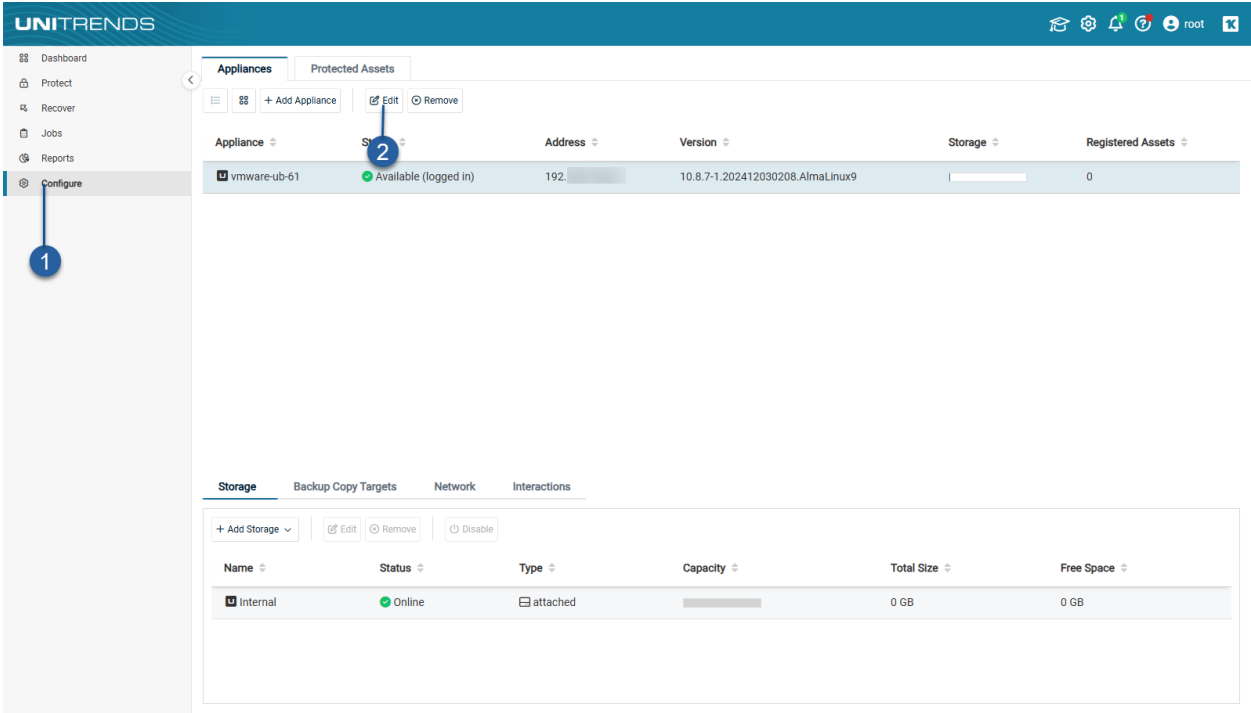 UNITRENDS
1
root
Dashboard
Protect
Recover
Jobs
Reports
Configure
1
Appliances Protected Assets
+ Add Appliance Edit Remove
2
Appliance Address Version Storage Registered Assets
vmware-ub-61 Available (logged in) 192. 10.8.7-1.202412030208.AlmaLinux9 0
Storage Backup Copy Targets Network Interactions
+ Add Storage Edit Remove Disable
Name Status Type Capacity Total Size Free Space
Internal Online attached 0 GB 0 GB